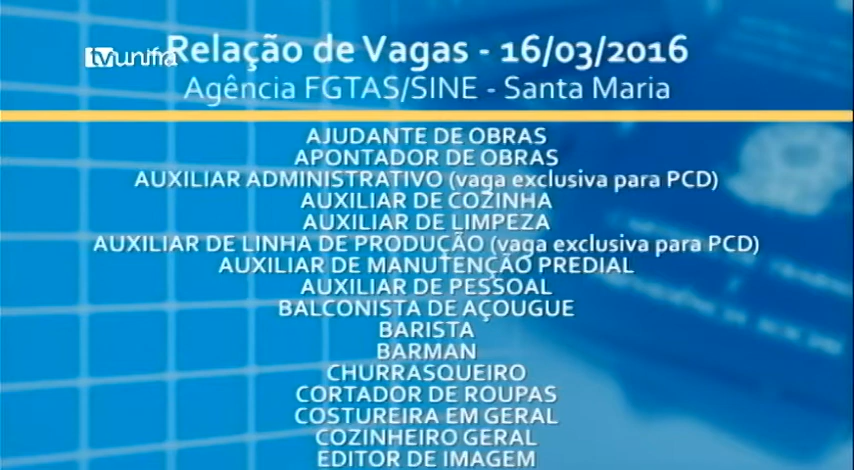 tvunifra
Relação de Vagas - 16/03/2016
Agência FGTAS/SINE - Santa Maria
AJUDANTE DE OBRAS
APONTADOR DE OBRAS
AUXILIAR ADMINISTRATIVO (vaga exclusiva para PCD)
AUXILIAR DE COZINHA
AUXILIAR DE LIMPEZA
AUXILIAR DE LINHA DE PRODUÇÃO (vaga exclusiva para PCD)
AUXILIAR DE MANUTENÇÃO PREDIAL
AUXILIAR DE PESSOAL
BALCONISTA DE AÇOUGUE
BARISTA
BARMAN
CHURRASQUEIRO
CORTADOR DE ROUPAS
COSTUREIRA EM GERAL
COZINHEIRO GERAL
EDITOR DE IMAGEM